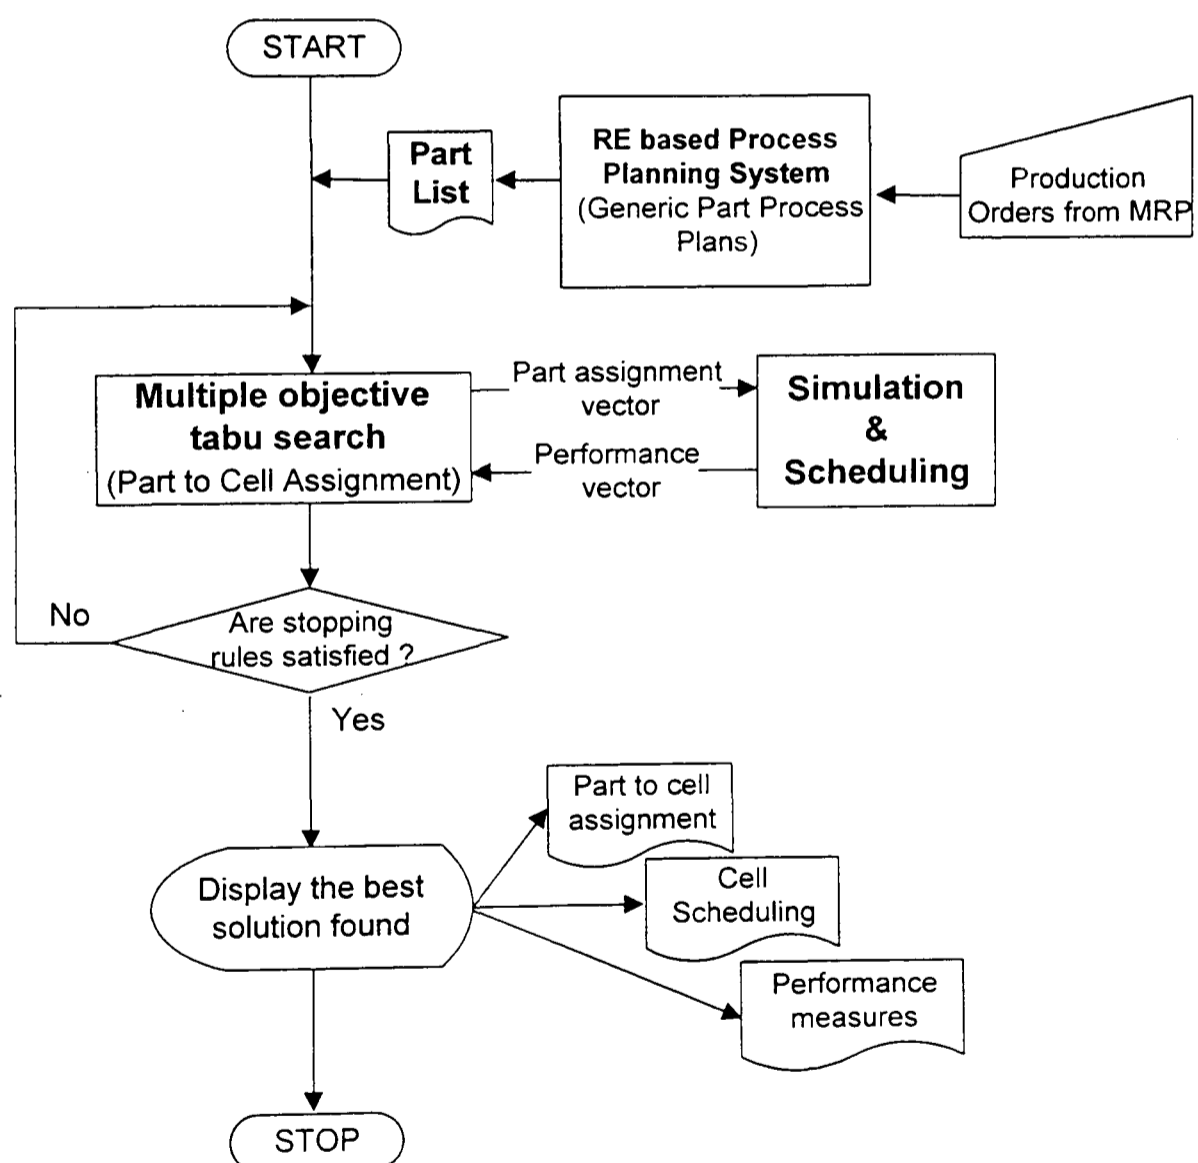 START
Part
List
RE based Process
Planning System
(Generic Part Process
Plans)
Production
Orders from MRP
Multiple objective
tabu search
(Part to Cell Assignment)
Part assignment
vector
Performance
vector
Simulation
&
Scheduling
No
Are stopping
rules satisfied ?
Yes
Display the best
solution found
Part to cell
assignment
Cell
Scheduling
Performance
measures
STOP